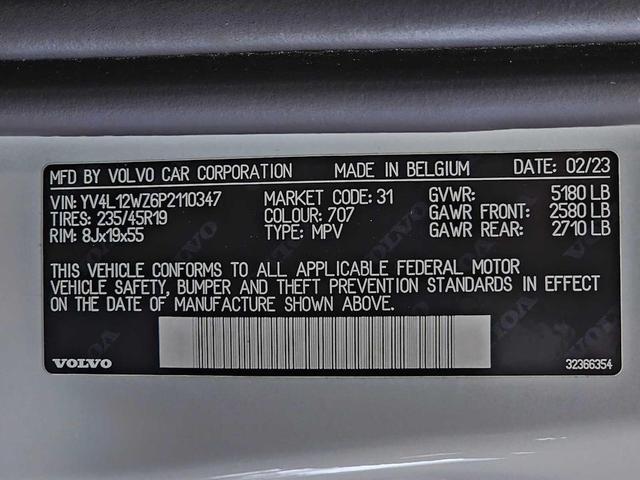 MFD. BY VOLVO CAR CORPORATION MADE IN BELGIUM DATE: 02/23
VIN: YV4L12WZ6P2110347 MARKET CODE: 31 GVWR: 5180 LB
TIRES: 235/45R19 COLOUR: 707 GAWR FRONT: 2580 LB
RIM: 8Jx19x55 TYPE: MPV GAWR REAR: 2710 LB
THIS VEHICLE CONFORMS TO ALL APPLICABLE FEDERAL MOTOR
VEHICLE SAFETY, BUMPER AND THEFT PREVENTION STANDARDS IN EFFECT
ON THE DATE OF MANUFACTURE SHOWN ABOVE.
VOLVO 32366354